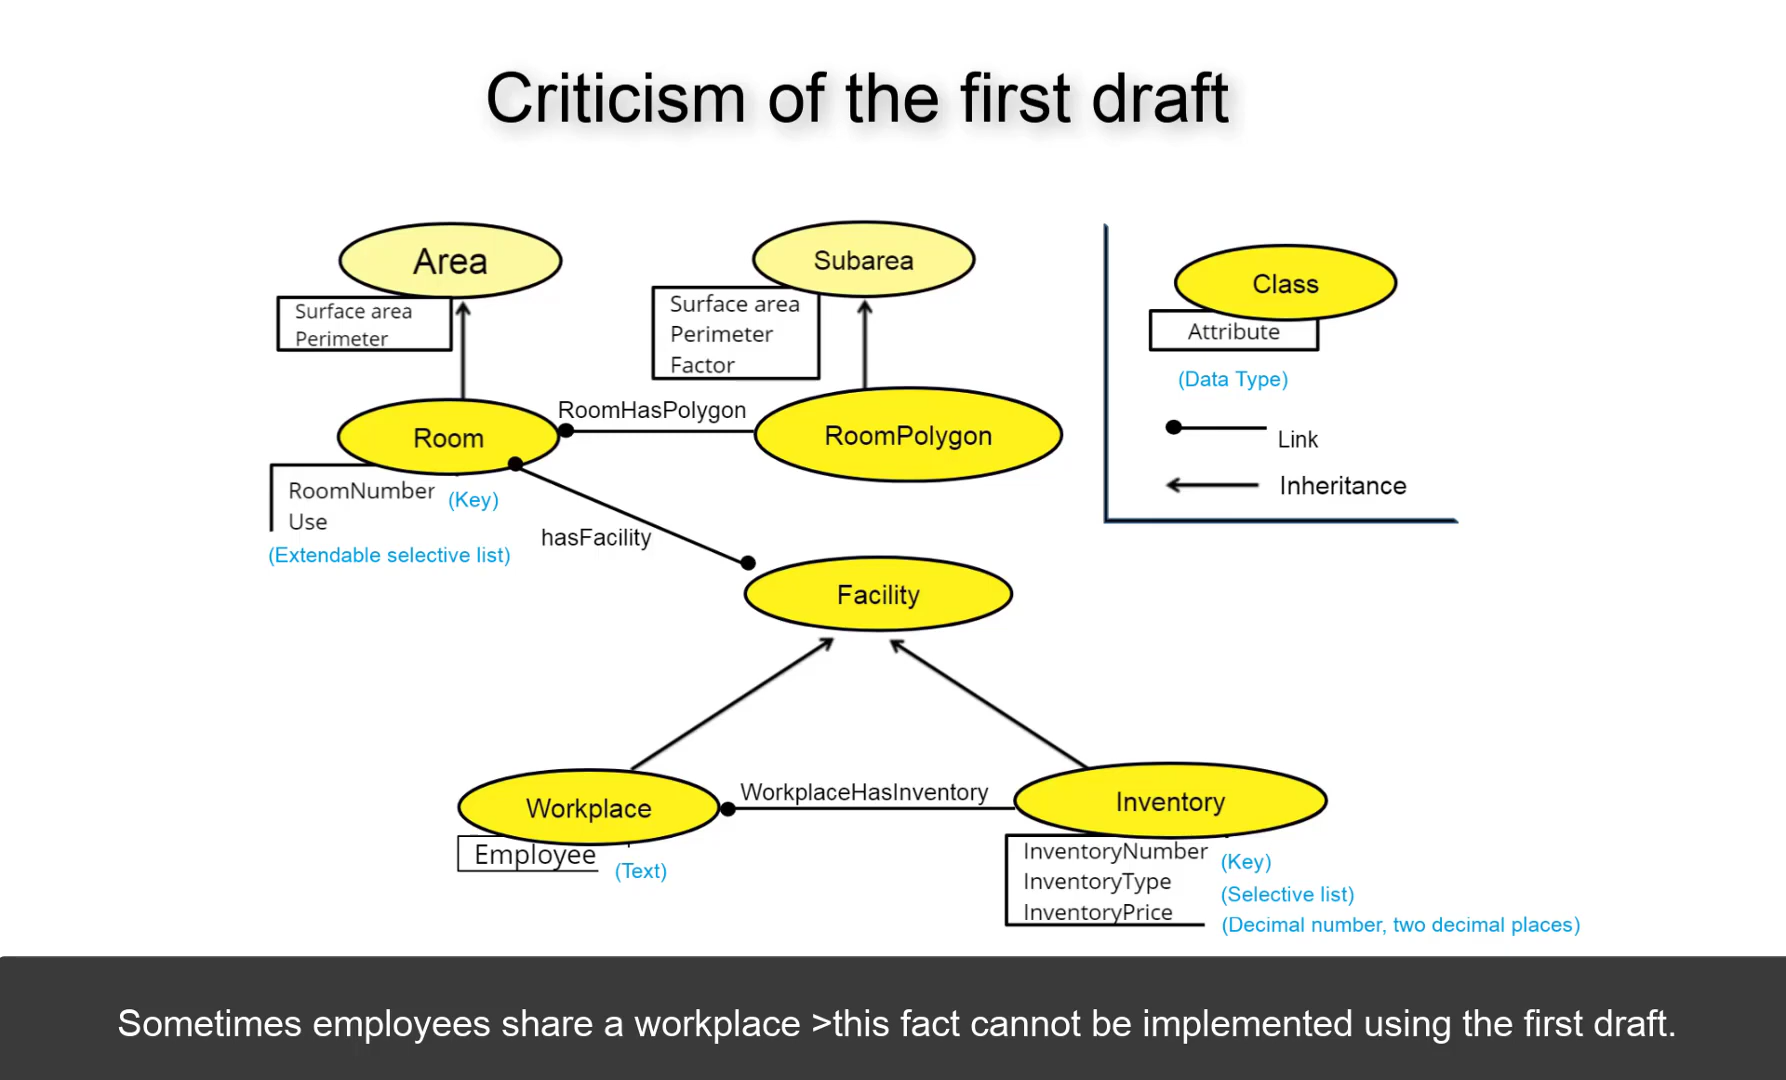 Criticism of the first draft
Area
Surface area
Perimeter
Subarea
Surface area
Perimeter
Factor
Class
Attribute
(Data Type)
Link
Inheritance
Room
RoomHasPolygon
RoomPolygon
RoomNumber (Key)
Use
(Extendable selective list)
hasFacility
Facility
Workplace
WorkplaceHasInventory
Inventory
Employee (Text)
InventoryNumber (Key)
InventoryType (Selective list)
InventoryPrice (Decimal number, two decimal places)
Sometimes employees share a workplace >this fact cannot be implemented using the first draft.